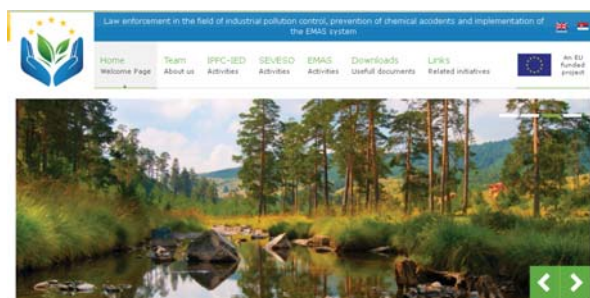 Law enforcement in the field of industrial pollution control, prevention of chemical accidents and implementation of
the EMAS system
Home Team IPPC-IED SEVESO EMAS Downloads Links
Welcome Page About us Activities Activities Activities Usefull documents Related initiatives
An EU
funded
project